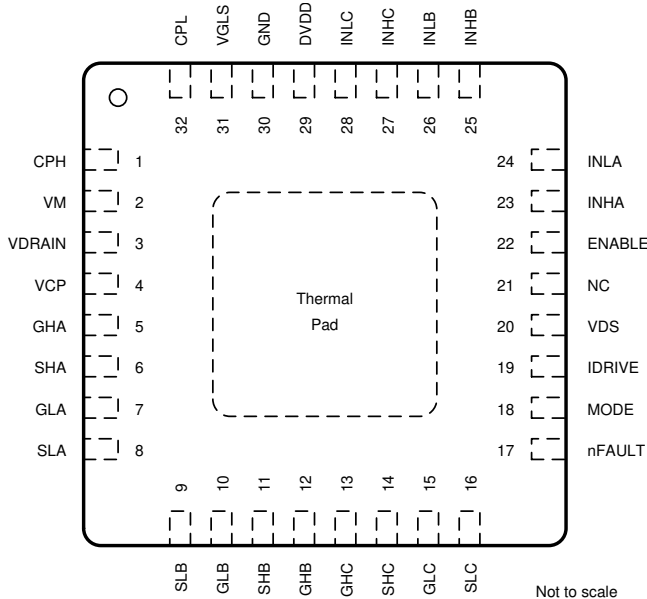 CPL
VGLS
GND
DVDD
INLC
INHC
INLB
INHB
32
31
30
29
28
27
26
25
CPH 1
VM 2
VDRAIN 3
VCP 4
GHA 5
SHA 6
GLA 7
SLA 8
24 INLA
23 INHA
22 ENABLE
21 NC
20 VDS
19 IDRIVE
18 MODE
17 nFAULT
Thermal
Pad
9
10
11
12
13
14
15
16
SLB
GLB
SHB
GHB
GHC
SHC
GLC
SLC
Not to scale